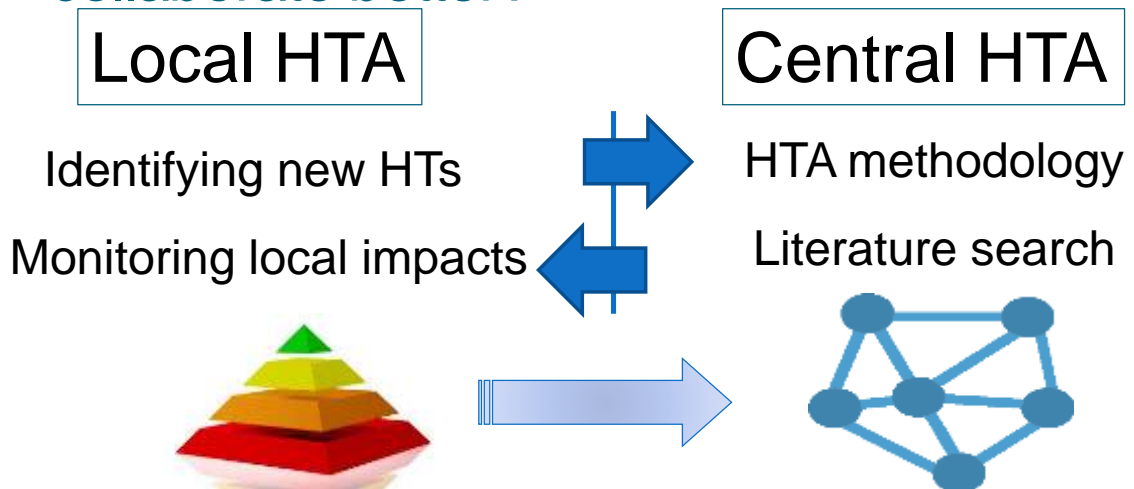 Local HTA
Central HTA
Identifying new HTs
HTA methodology
Monitoring local impacts
Literature search